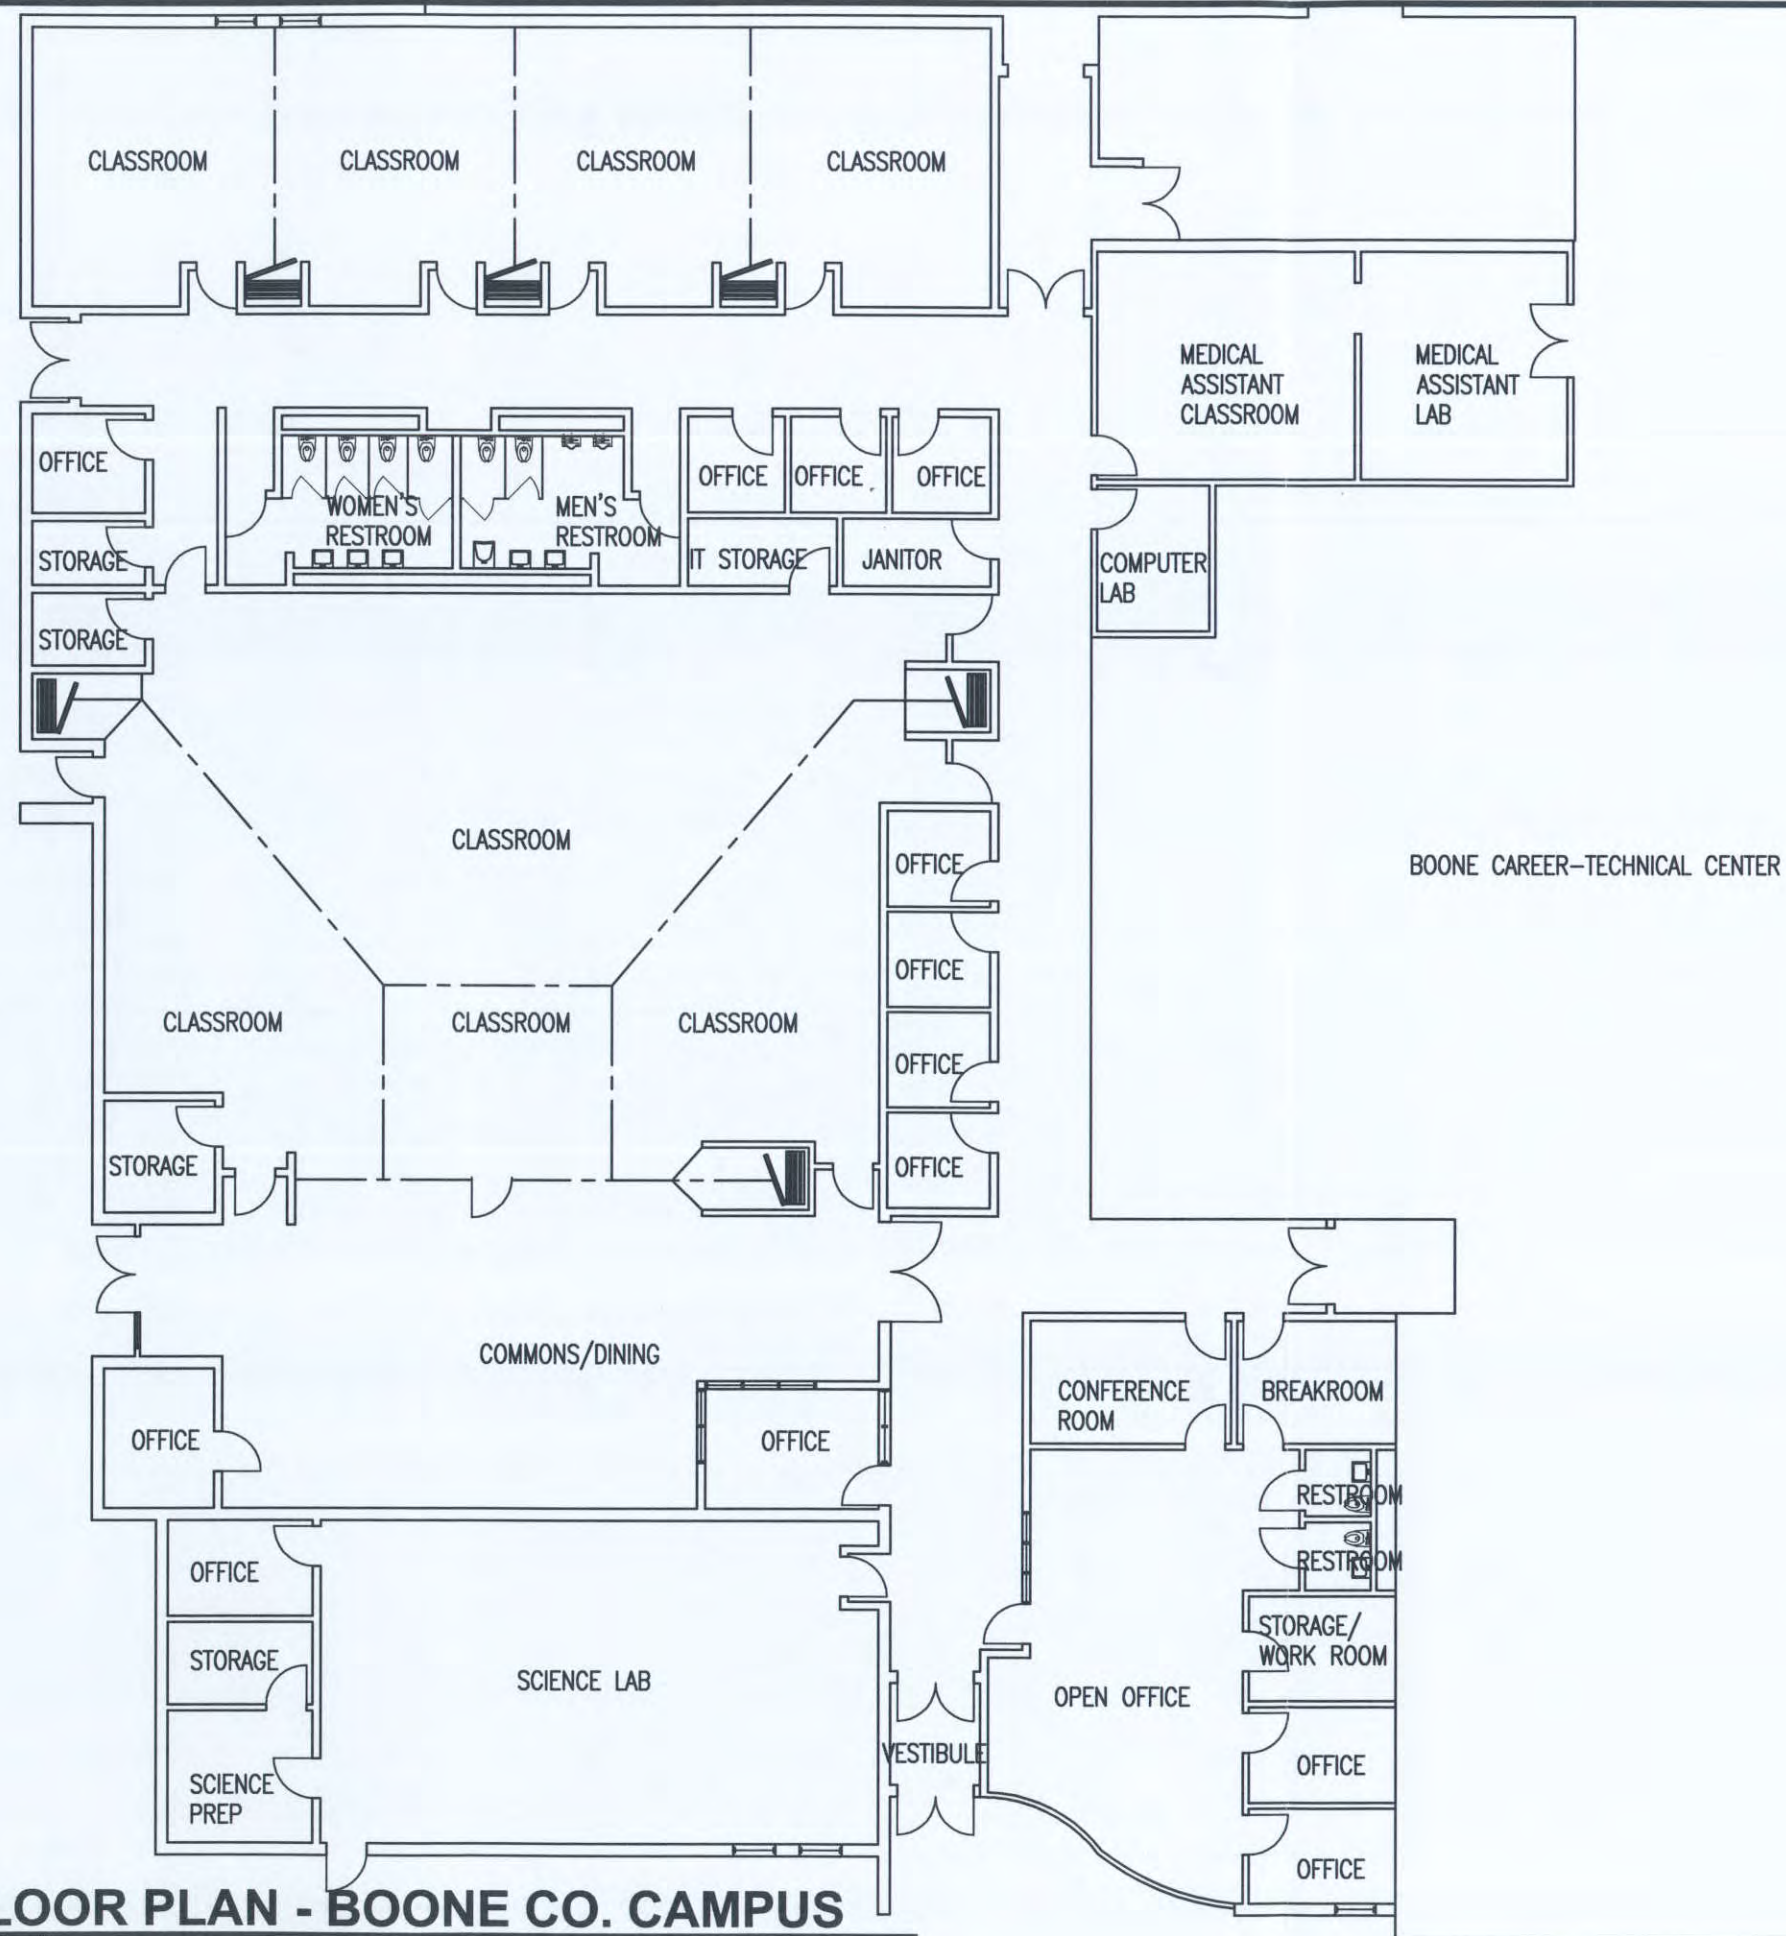 CLASSROOM
CLASSROOM
CLASSROOM
CLASSROOM
MEDICAL
ASSISTANT
CLASSROOM
MEDICAL
ASSISTANT
LAB
OFFICE
OFFICE
OFFICE
OFFICE
WOMEN'S
RESTROOM
MEN'S
RESTROOM
STORAGE
IT STORAGE
JANITOR
COMPUTER
LAB
STORAGE
CLASSROOM
OFFICE
BOONE CAREER-TECHNICAL CENTER
OFFICE
CLASSROOM
CLASSROOM
CLASSROOM
OFFICE
STORAGE
OFFICE
COMMONS/DINING
CONFERENCE
ROOM
BREAKROOM
OFFICE
OFFICE
RESTROOM
RESTROOM
OFFICE
STORAGE/
WORK ROOM
STORAGE
SCIENCE LAB
OPEN OFFICE
VESTIBULE
OFFICE
SCIENCE
PREP
OFFICE
LOOR PLAN - BOONE CO. CAMPUS